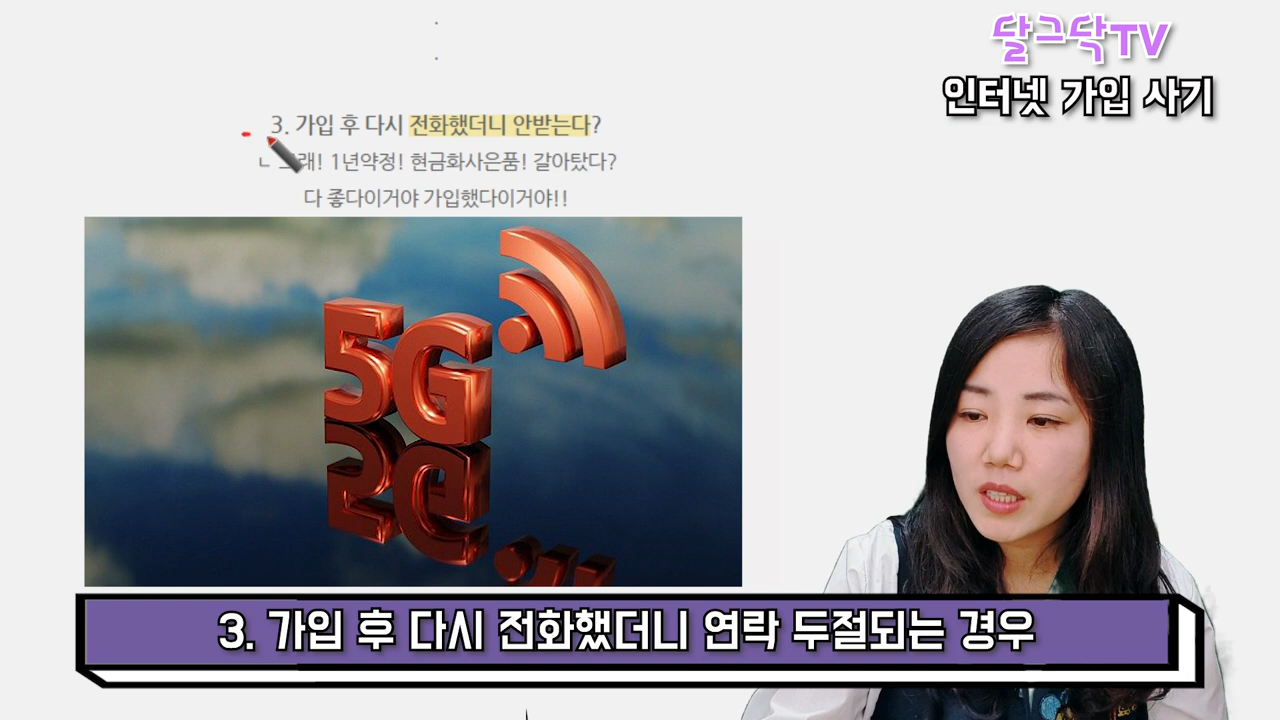 달그닥TV
인터넷 가입 사기
3. 가입 후 다시 전화했더니 안받는다?
ㄴ 그래! 1년약정! 현금화사은품! 갈아탔다?
다 좋다이거야 가입했다이거야!!
5G
3. 가입 후 다시 전화했더니 연락 두절되는 경우